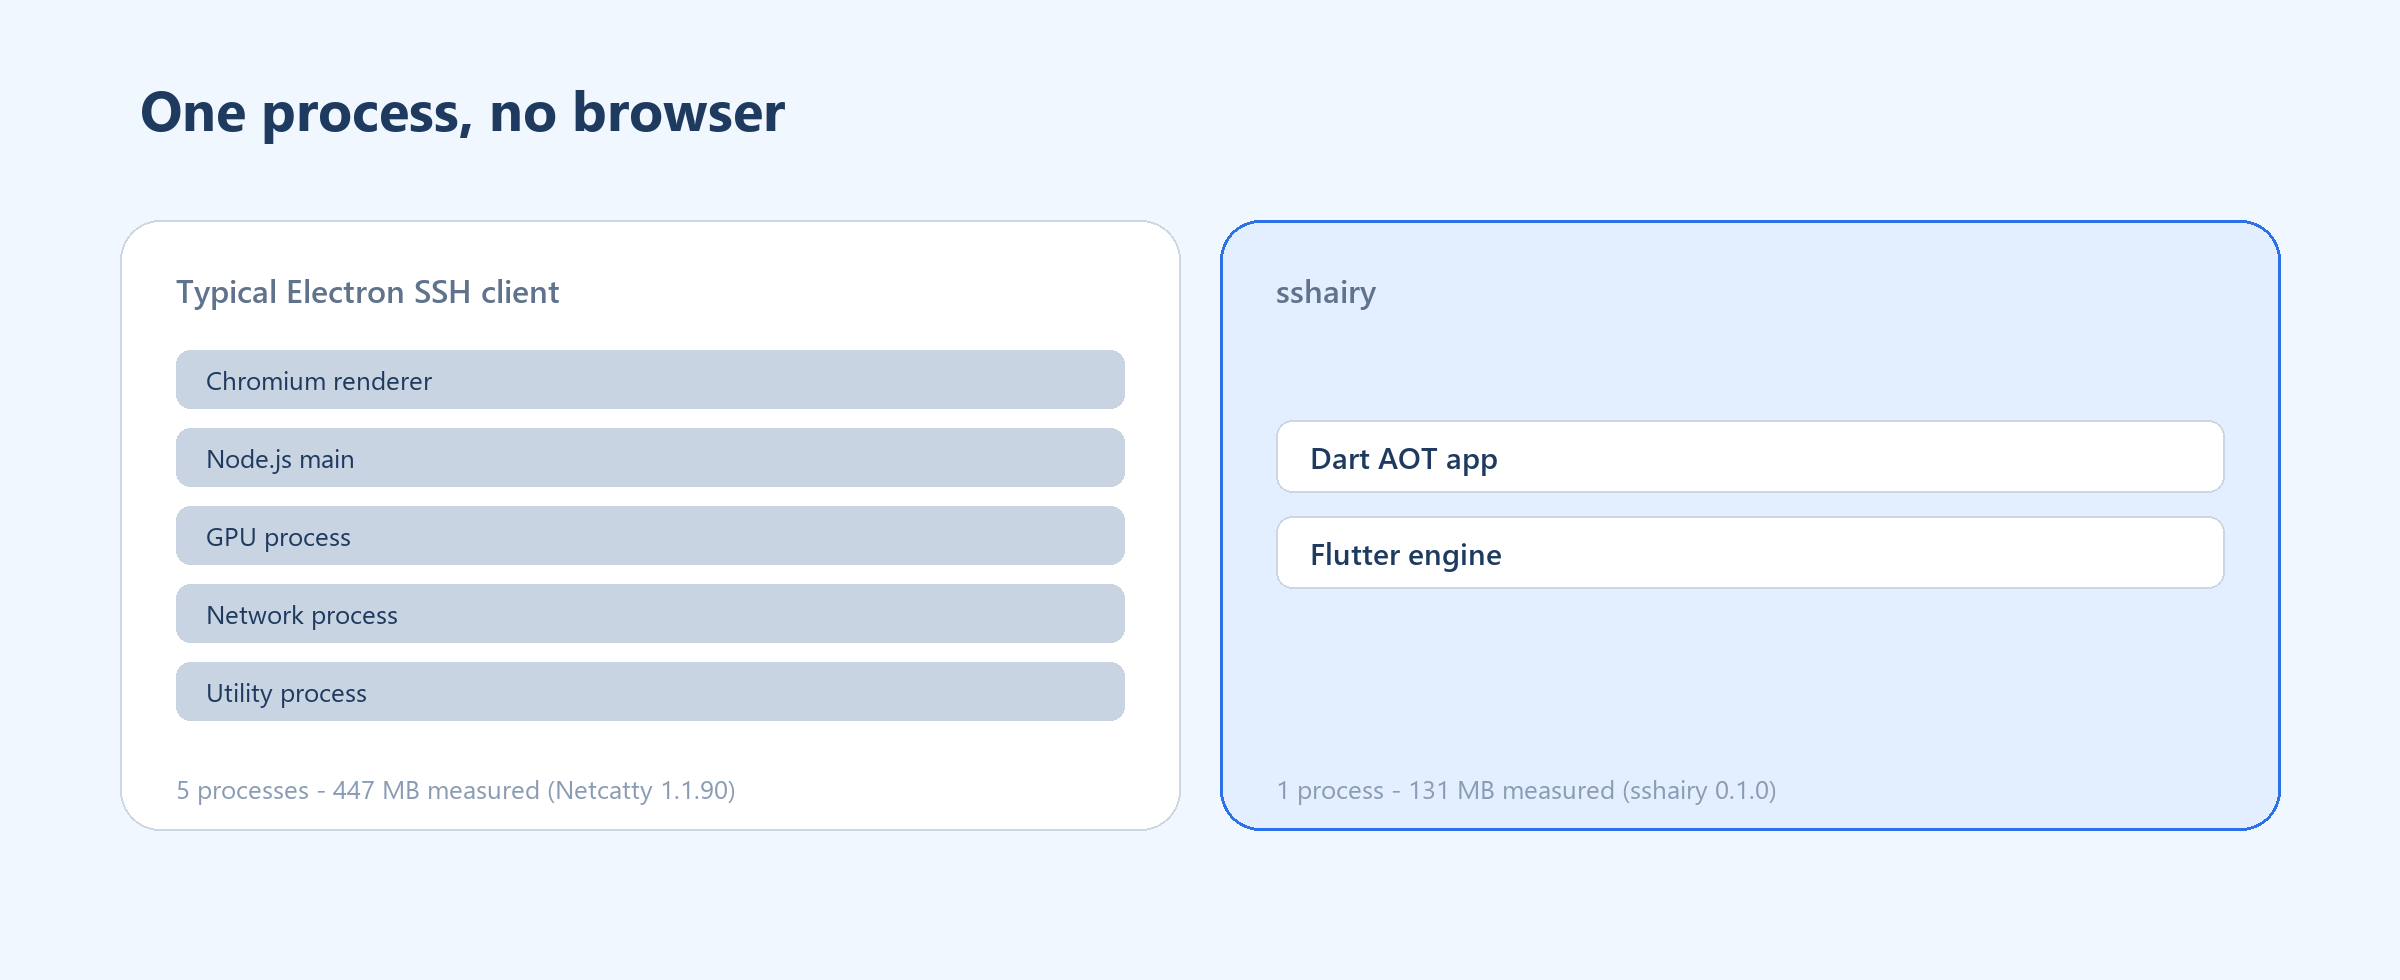 One process, no browser
Typical Electron SSH client
Chromium renderer
Node.js main
GPU process
Network process
Utility process
5 processes - 447 MB measured (Netcatty 1.1.90)
sshairy
Dart AOT app
Flutter engine
1 process - 131 MB measured (sshairy 0.1.0)